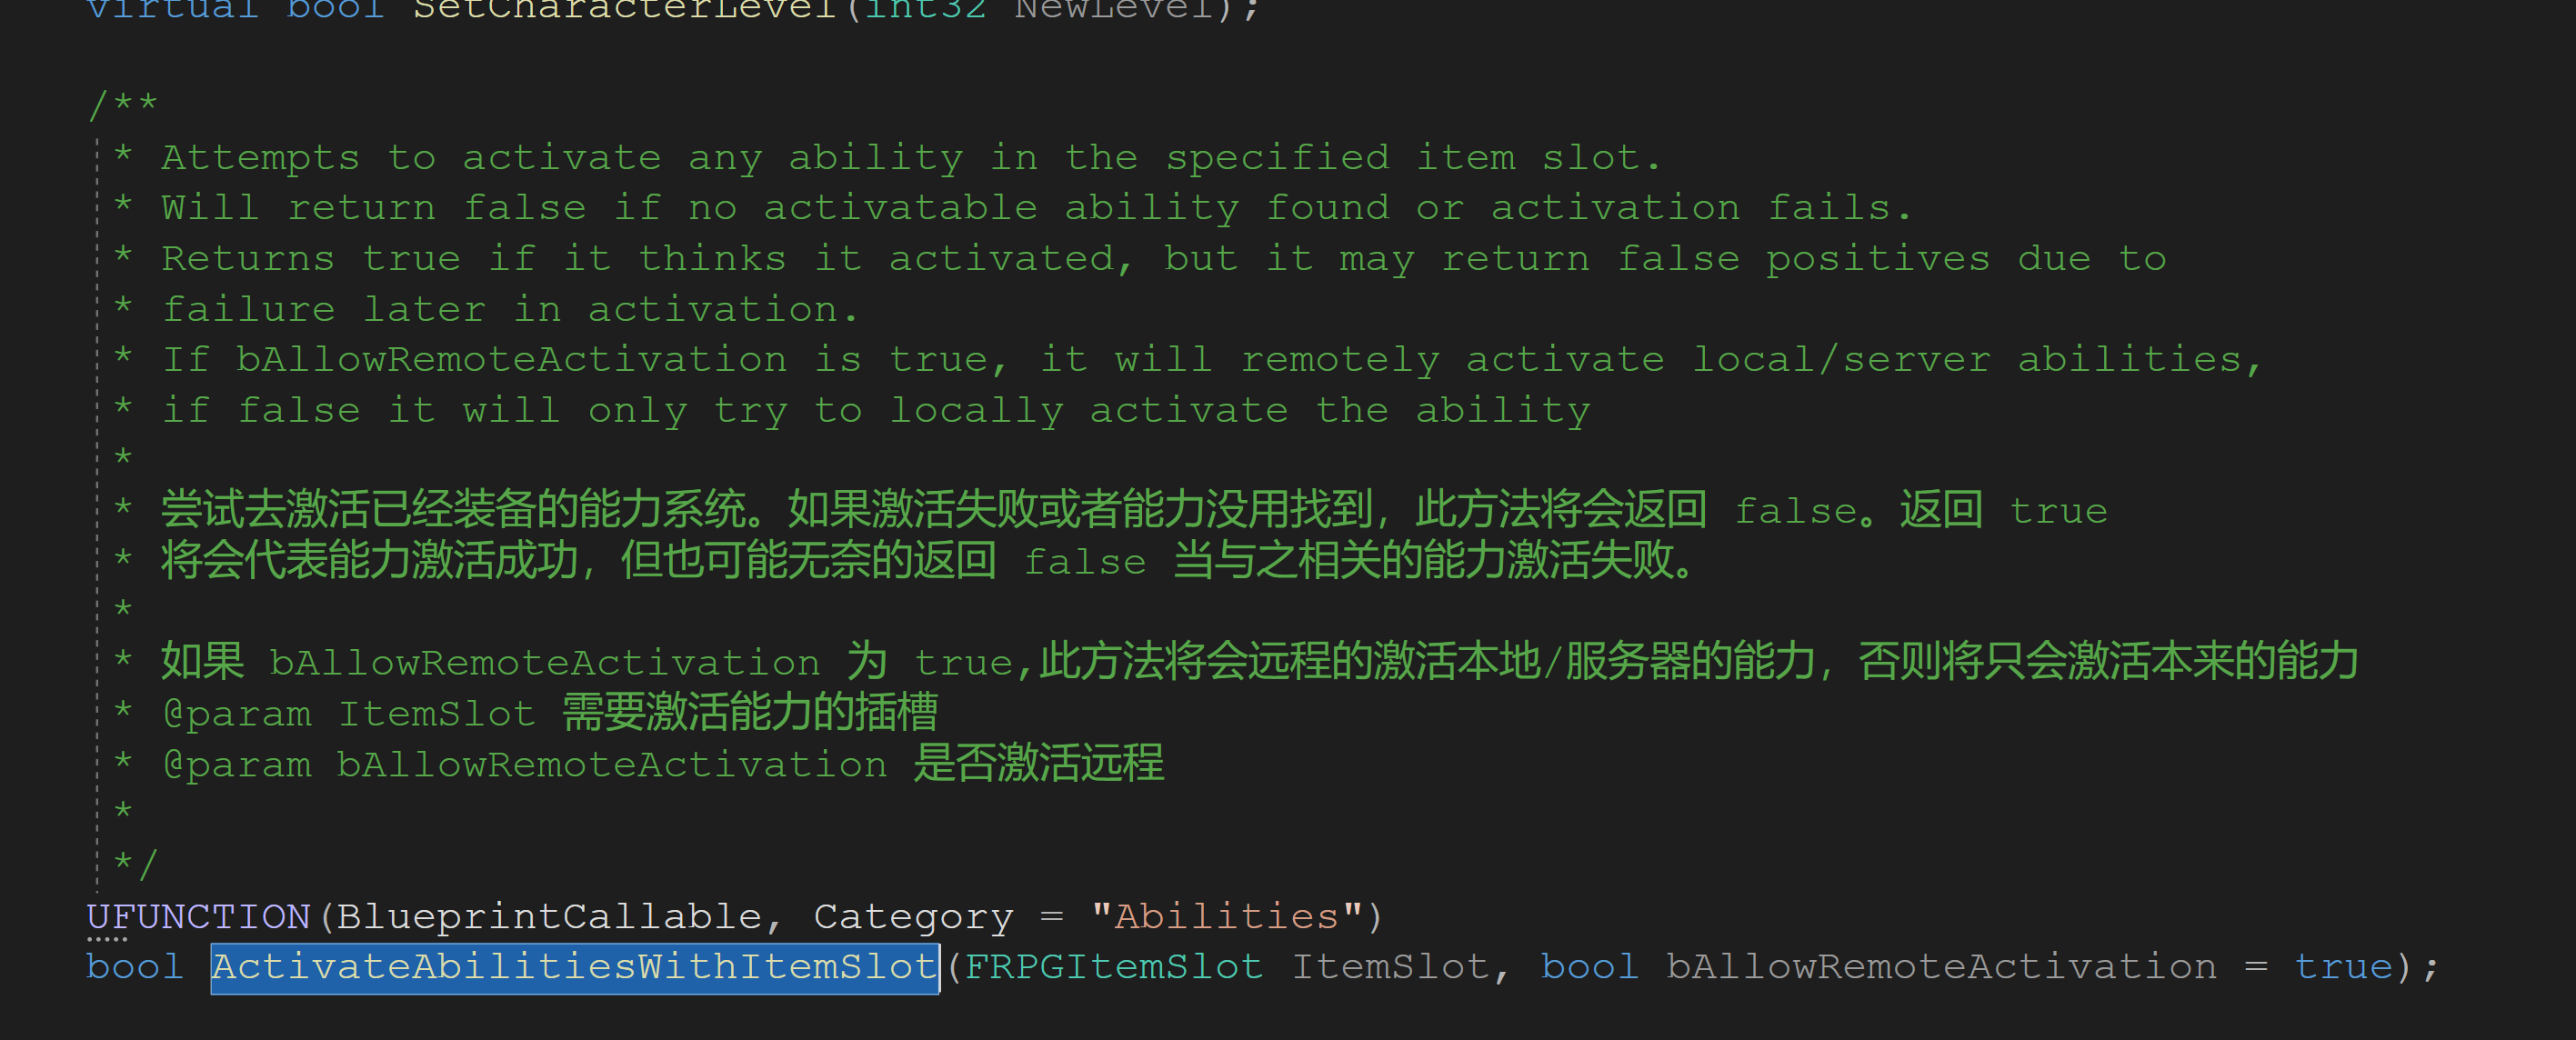 virtual bool SetCharacterLevel(int32 NewLevel);
/**
* Attempts to activate any ability in the specified item slot.
* Will return false if no activatable ability found or activation fails.
* Returns true if it thinks it activated, but it may return false positives due to
* failure later in activation.
* If bAllowRemoteActivation is true, it will remotely activate local/server abilities,
* if false it will only try to locally activate the ability
*
* 尝试去激活已经装备的能力系统。如果激活失败或者能力没用找到，此方法将会返回 false。返回 true
* 将会代表能力激活成功，但也可能无奈的返回 false 当与之相关的能力激活失败。
*
* 如果 bAllowRemoteActivation 为 true,此方法将会远程的激活本地/服务器的能力，否则将只会激活本来的能力
* @param ItemSlot 需要激活能力的插槽
* @param bAllowRemoteActivation 是否激活远程
*
*/
UFUNCTION(BlueprintCallable, Category = "Abilities")
bool ActivateAbilitiesWithItemSlot(FRPGItemSlot ItemSlot, bool bAllowRemoteActivation = true);